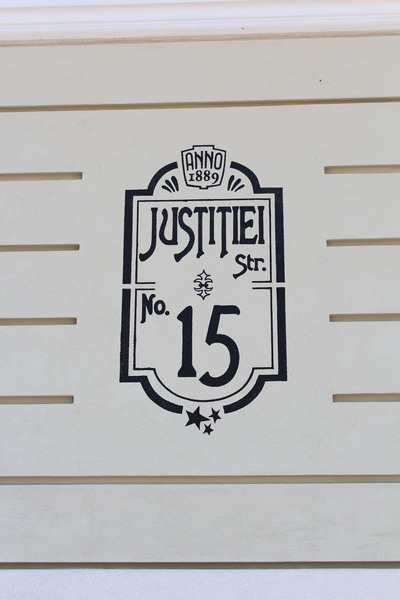 ANNO
1889
JUSTITIEI
Str.
No.
15